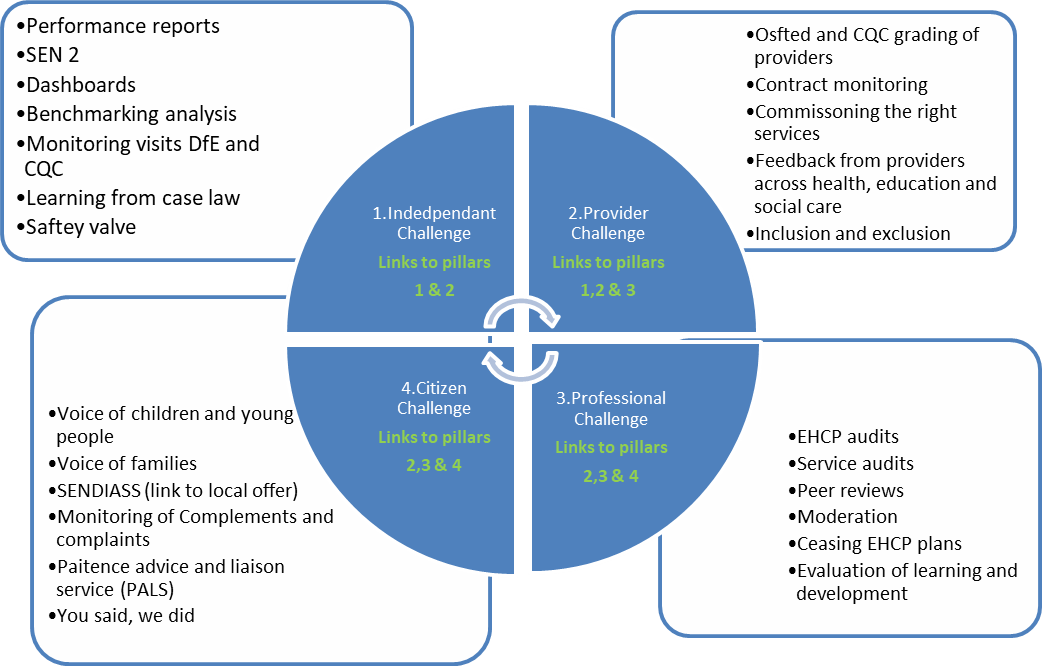 •Performance reports
•SEN 2
•Dashboards
•Benchmarking analysis
•Monitoring visits DfE and
CQC
•Learning from case law
•Saftey valve
•Osfted and CQC grading of
providers
•Contract monitoring
•Commissoning the right
services
•Feedback from providers
across health, education and
social care
•Inclusion and exclusion
1.Indedpendant
Challenge
Links to pillars
1 & 2
2.Provider
Challenge
Links to pillars
1,2 & 3
4.Citizen
Challenge
Links to pillars
2,3 & 4
3.Professional
Challenge
Links to pillars
2,3 & 4
•Voice of children and young
people
•Voice of families
•SENDIASS (link to local offer)
•Monitoring of Complements and
complaints
•Paitence advice and liaison
service (PALS)
•You said, we did
•EHCP audits
•Service audits
•Peer reviews
•Moderation
•Ceasing EHCP plans
•Evaluation of learning and
development